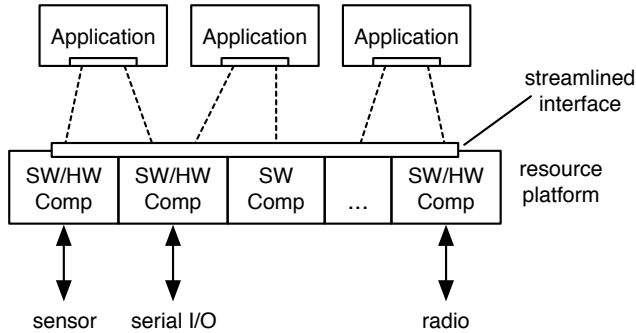 Application
Application
Application
streamlined
interface
SW/HW
Comp
SW/HW
Comp
SW
Comp
...
SW/HW
Comp
resource
platform
sensor
serial I/O
radio